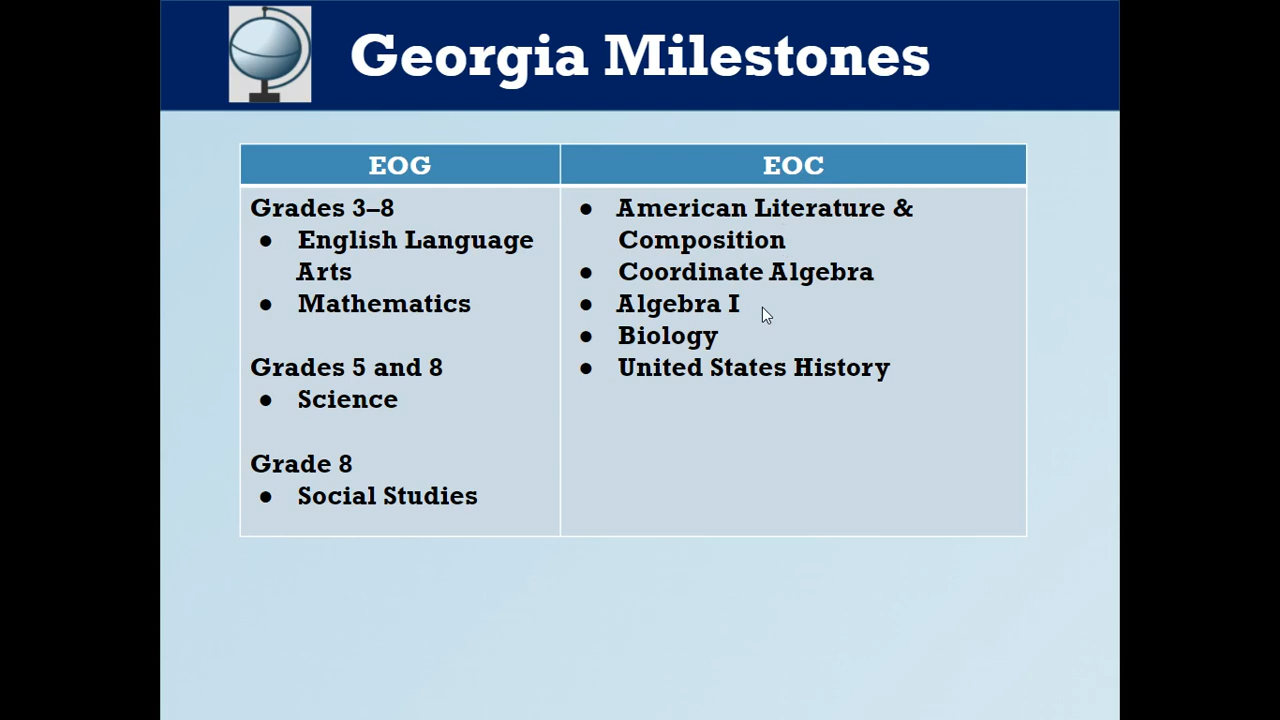 Georgia Milestones
EOG
EOC
Grades 3–8
● English Language
Arts
● Mathematics
Grades 5 and 8
● Science
Grade 8
● Social Studies
● American Literature &
Composition
● Coordinate Algebra
● Algebra I
● Biology
● United States History